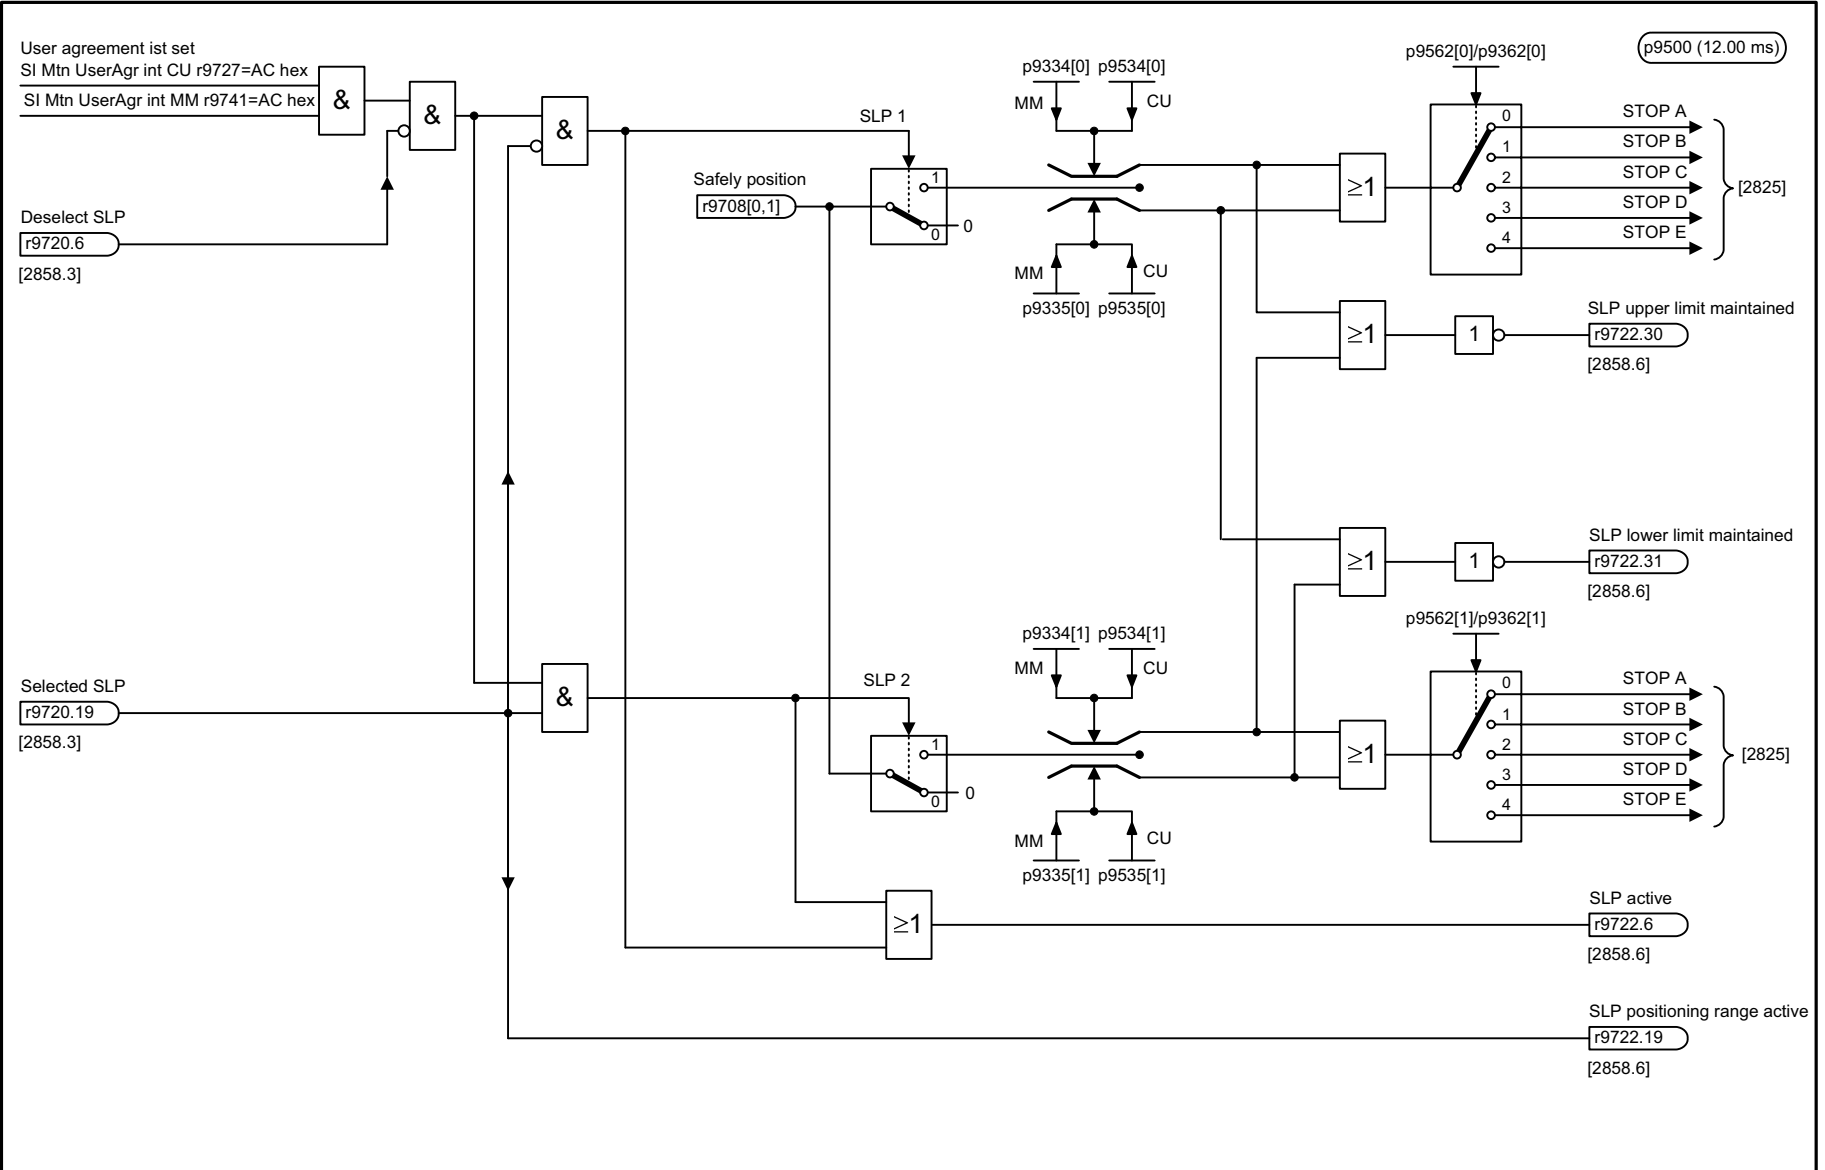 User agreement ist set
SI Mtn UserAgr int CU r9727=AC hex
SI Mtn UserAgr int MM r9741=AC hex
&
&
&
Deselect SLP
r9720.6
[2858.3]
SLP 1
Safely position
r9708[0,1]
1
0
0
p9334[0] p9534[0]
MM CU
MM CU
p9335[0] p9535[0]
≥1
p9562[0]/p9362[0]
p9500 (12.00 ms)
0 STOP A
1 STOP B
2 STOP C
3 STOP D
4 STOP E
[2825]
≥1
1
SLP upper limit maintained
r9722.30
[2858.6]
≥1
1
SLP lower limit maintained
r9722.31
[2858.6]
Selected SLP
r9720.19
[2858.3]
&
SLP 2
1
0
0
p9334[1] p9534[1]
MM CU
MM CU
p9335[1] p9535[1]
≥1
p9562[1]/p9362[1]
0 STOP A
1 STOP B
2 STOP C
3 STOP D
4 STOP E
[2825]
≥1
SLP active
r9722.6
[2858.6]
SLP positioning range active
r9722.19
[2858.6]